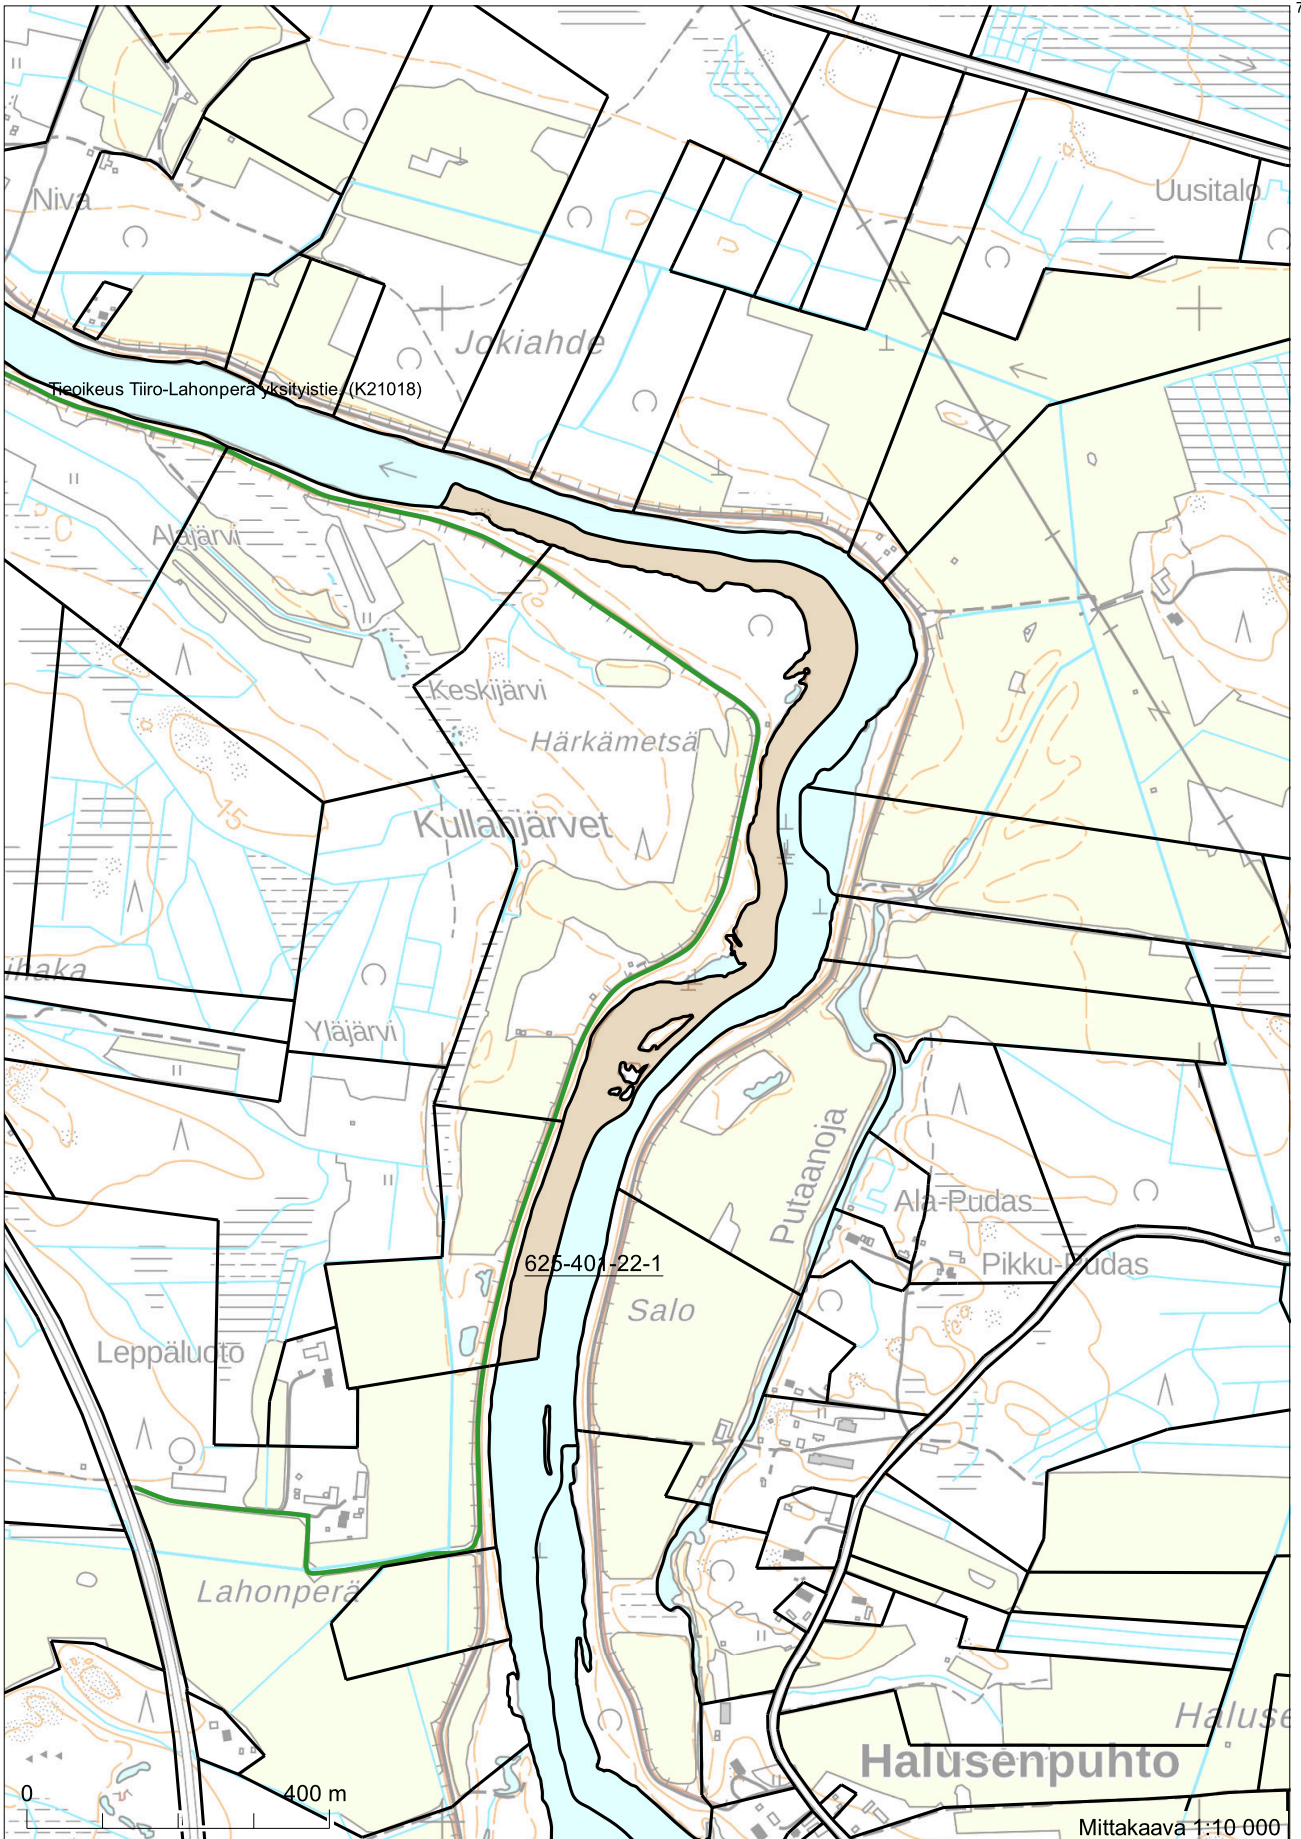 7
Niva
Uusitalo
Jokiahde
Tieoikeus Tiiro-Lahonperä yksityistie. (K21018)
Alajärvi
Keskijärvi
Härkämetsä
15
Kullanjärvet
ihaka
Yläjärvi
Putaanoja
Ala-Pudas
625-401-22-1
Pikku-Pudas
Salo
Leppäluoto
Lahonperä
Haluse
Halusenpuhto
0
400 m
Mittakaava 1:10 000